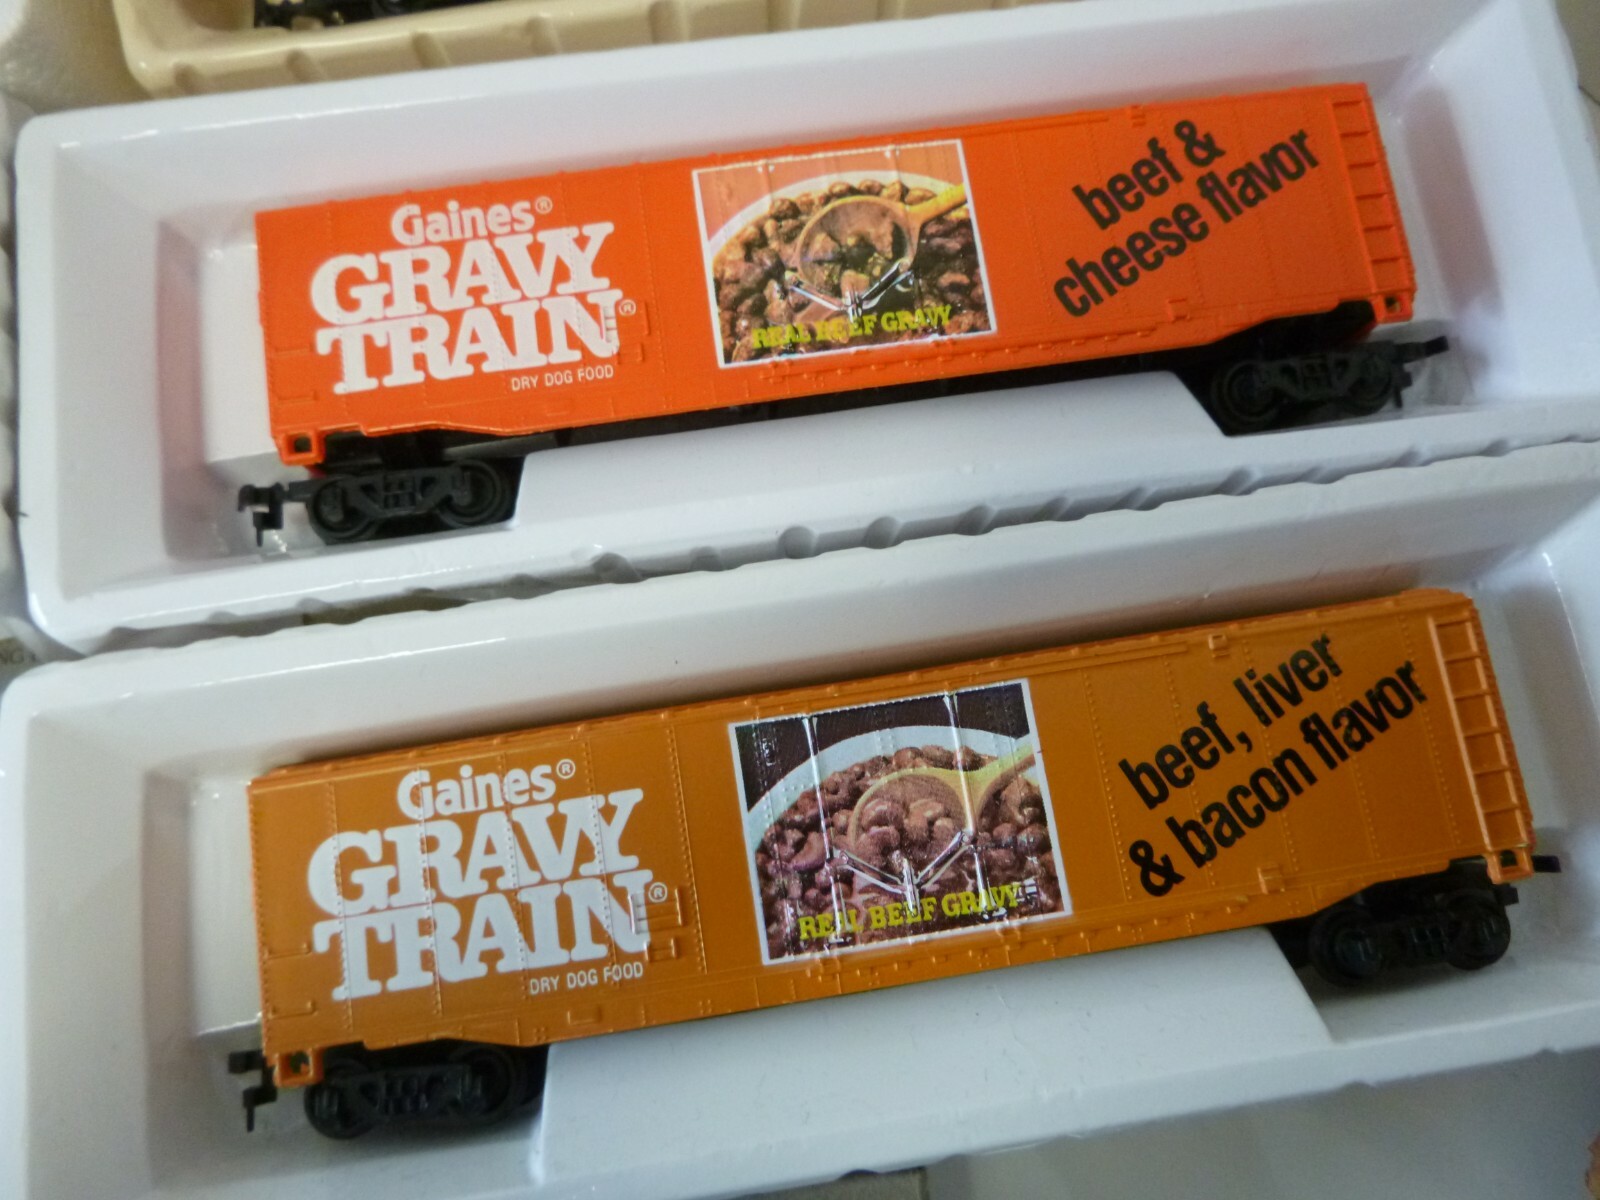 Gaines®
GRAVY
TRAIN®
DRY DOG FOOD
REAL BEEF GRAVY
beef &
cheese flavor
Gaines®
GRAVY
TRAIN®
DRY DOG FOOD
REAL BEEF GRAVY
beef, liver
& bacon flavor